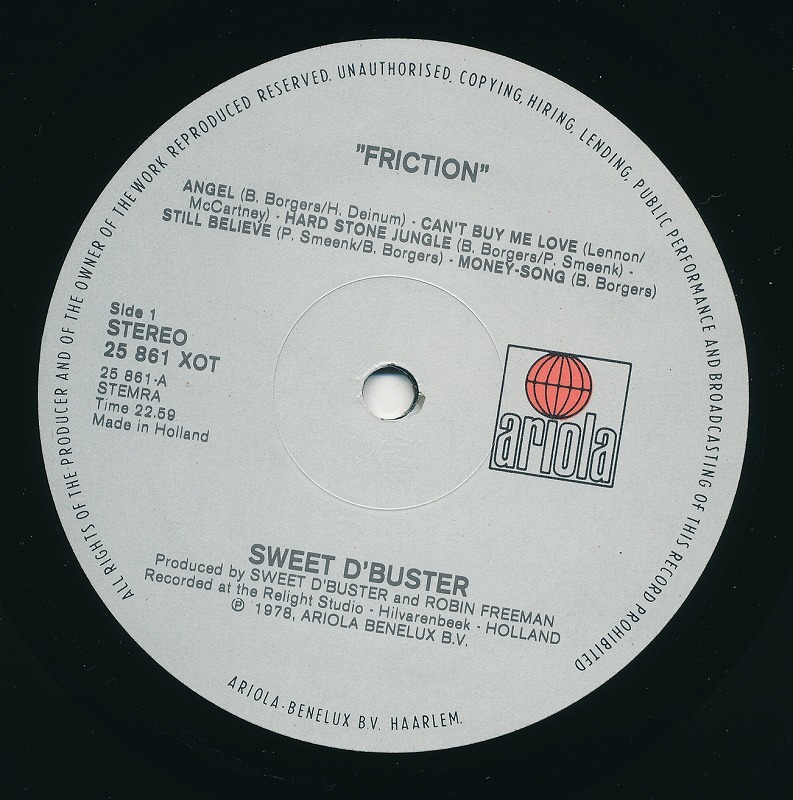 ALL RIGHTS OF THE PRODUCER AND OF THE OWNER OF THE WORK REPRODUCED RESERVED. UNAUTHORISED. COPYING, HIRING, LENDING, PUBLIC PERFORMANCE AND BROADCASTING OF THIS RECORD PROHIBITED
"FRICTION"
ANGEL (B. Borgers/H. Deinum) - CAN'T BUY ME LOVE (Lennon/
McCartney) - HARD STONE JUNGLE (B. Borgers/P. Smeenk) -
STILL BELIEVE (P. Smeenk/B. Borgers) - MONEY-SONG (B. Borgers)
Side 1
STEREO
25 861 XOT
25 861-A
STEMRA
Time 22.59
Made in Holland
ariola
SWEET D'BUSTER
Produced by SWEET D'BUSTER and ROBIN FREEMAN
Recorded at the Relight Studio - Hilvarenbeek - HOLLAND
℗ 1978, ARIOLA BENELUX B.V.
ARIOLA-BENELUX B.V. HAARLEM.